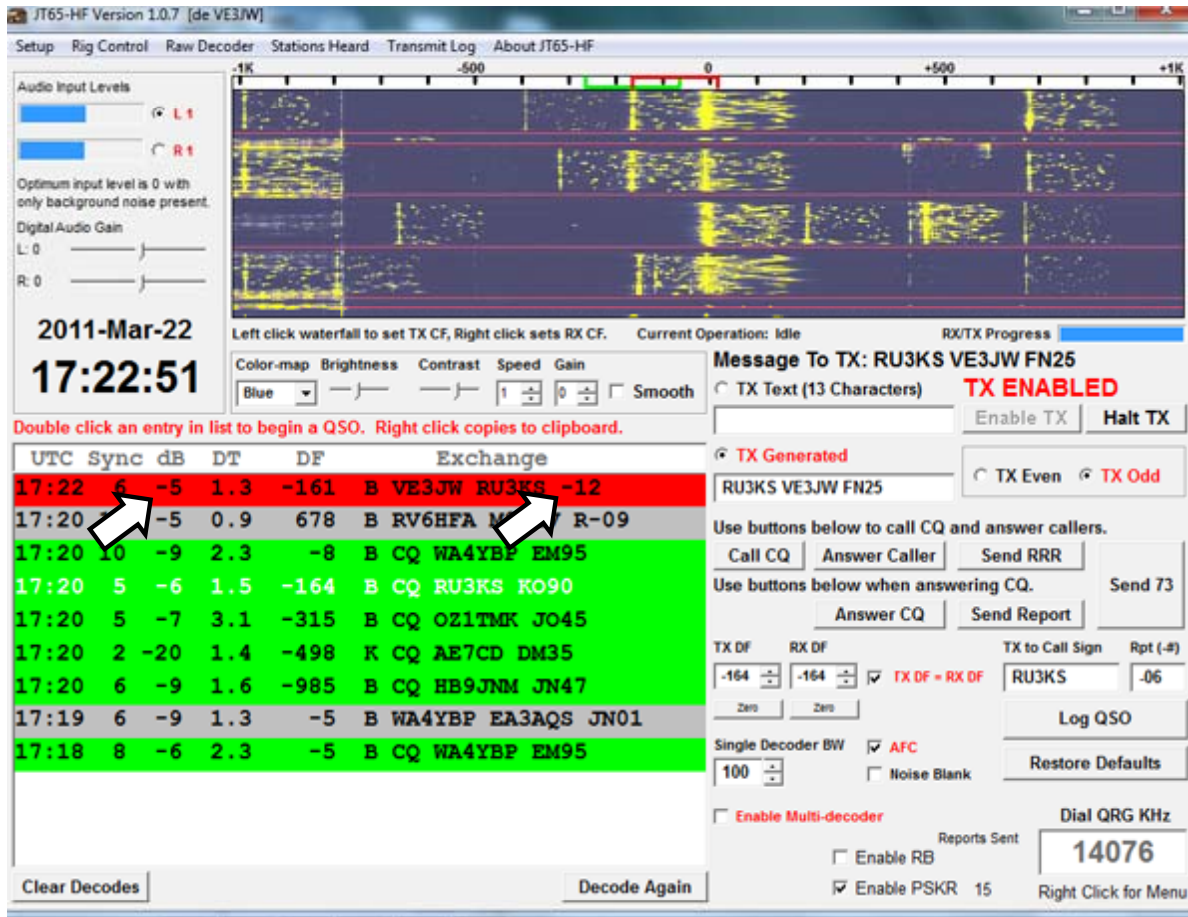 JT65-HF Version 1.0.7 [de VE3JW]
Setup Rig Control Raw Decoder Stations Heard Transmit Log About JT65-HF
-1K -500 0 +500 +1K
Audio Input Levels
L 1
R 1
Optimum input level is 0 with
only background noise present.
Digital Audio Gain
L: 0
R: 0
2011-Mar-22
17:22:51
Left click waterfall to set TX CF, Right click sets RX CF. Current Operation: Idle RX/TX Progress
Color-map Brightness Contrast Speed Gain
Blue 1 0 Smooth
Double click an entry in list to begin a QSO. Right click copies to clipboard.
UTC Sync dB DT DF Exchange
17:22 6 -5 1.3 -161 B VE3JW RU3KS -12
17:20 -5 0.9 678 B RV6HFA R-09
17:20 10 -9 2.3 -8 B CQ WA4YBP EM95
17:20 5 -6 1.5 -164 B CQ RU3KS KO90
17:20 5 -7 3.1 -315 B CQ OZ1TMK JO45
17:20 2 -20 1.4 -498 K CQ AE7CD DM35
17:20 6 -9 1.6 -985 B CQ HB9JNM JN47
17:19 6 -9 1.3 -5 B WA4YBP EA3AQS JN01
17:18 8 -6 2.3 -5 B CQ WA4YBP EM95
Clear Decodes Decode Again
Message To TX: RU3KS VE3JW FN25
TX Text (13 Characters) TX ENABLED
Enable TX Halt TX
TX Generated
RU3KS VE3JW FN25 TX Even TX Odd
Use buttons below to call CQ and answer callers.
Call CQ Answer Caller Send RRR
Use buttons below when answering CQ. Send 73
Answer CQ Send Report
TX DF RX DF TX to Call Sign Rpt (-#)
-164 -164 TX DF = RX DF RU3KS -06
Zero Zero
Log QSO
Single Decoder BW AFC
100 Noise Blank Restore Defaults
Enable Multi-decoder Dial QRG KHz
Reports Sent
Enable RB 14076
Enable PSKR 15 Right Click for Menu